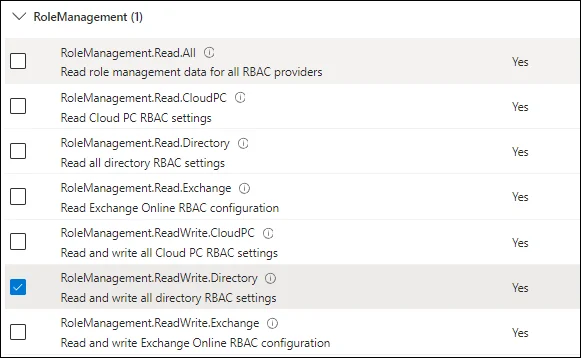 RoleManagement (1)
RoleManagement.Read.All
Read role management data for all RBAC providers
Yes
RoleManagement.Read.CloudPC
Read Cloud PC RBAC settings
Yes
RoleManagement.Read.Directory
Read all directory RBAC settings
Yes
RoleManagement.Read.Exchange
Read Exchange Online RBAC configuration
Yes
RoleManagement.ReadWrite.CloudPC
Read and write all Cloud PC RBAC settings
Yes
RoleManagement.ReadWrite.Directory
Read and write all directory RBAC settings
Yes
RoleManagement.ReadWrite.Exchange
Read and write Exchange Online RBAC configuration
Yes